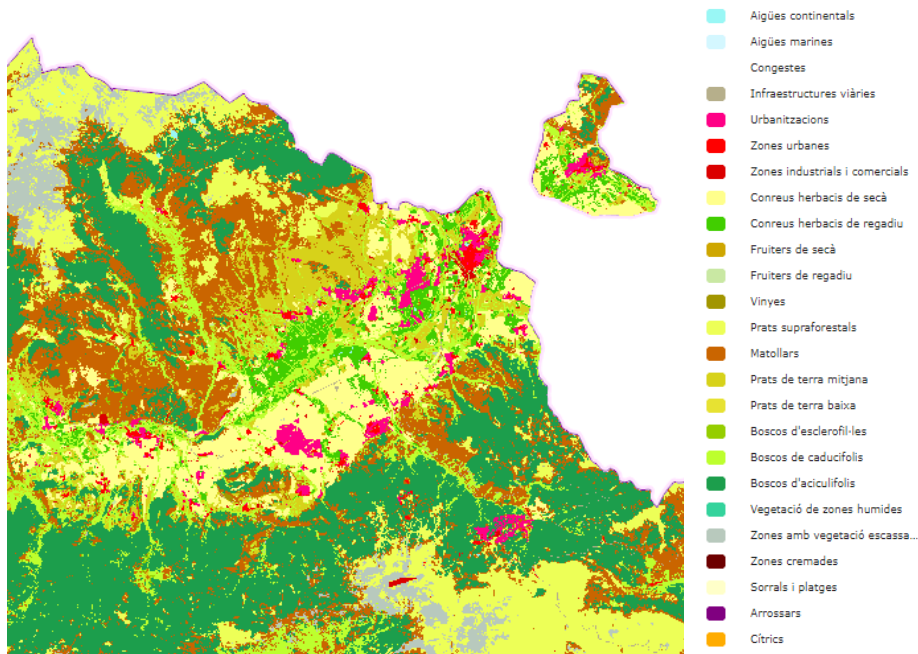 Aigües continentals
Aigües marines
Congestes
Infraestructures viàries
Urbanitzacions
Zones urbanes
Zones industrials i comercials
Conreus herbacis de secà
Conreus herbacis de regadiu
Fruiters de secà
Fruiters de regadiu
Vinyes
Prats supraforestals
Matollars
Prats de terra mitjana
Prats de terra baixa
Boscos d'esclerofil·les
Boscos de caducifolis
Boscos d'aciculifolis
Vegetació de zones humides
Zones amb vegetació escassa...
Zones cremades
Sorrals i platges
Arrossars
Cítrics